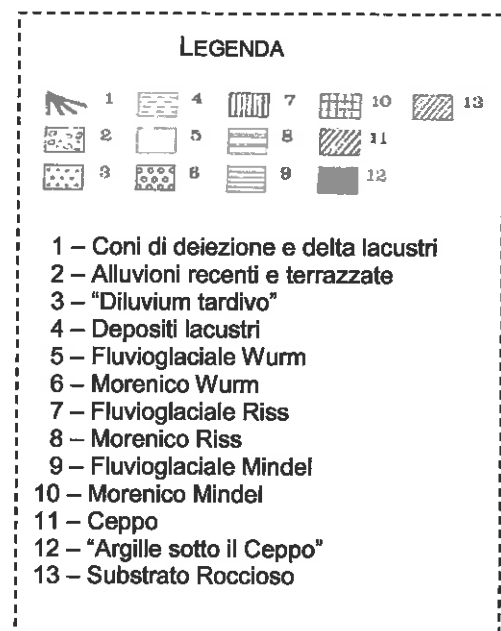 LEGENDA
1 4 7 10 13
2 5 8 11
3 6 9 12
1 – Coni di deiezione e delta lacustri
2 – Alluvioni recenti e terrazzate
3 – "Diluvium tardivo"
4 – Depositi lacustri
5 – Fluvioglaciale Wurm
6 – Morenico Wurm
7 – Fluvioglaciale Riss
8 – Morenico Riss
9 – Fluvioglaciale Mindel
10 – Morenico Mindel
11 – Ceppo
12 – "Argille sotto il Ceppo"
13 – Substrato Roccioso